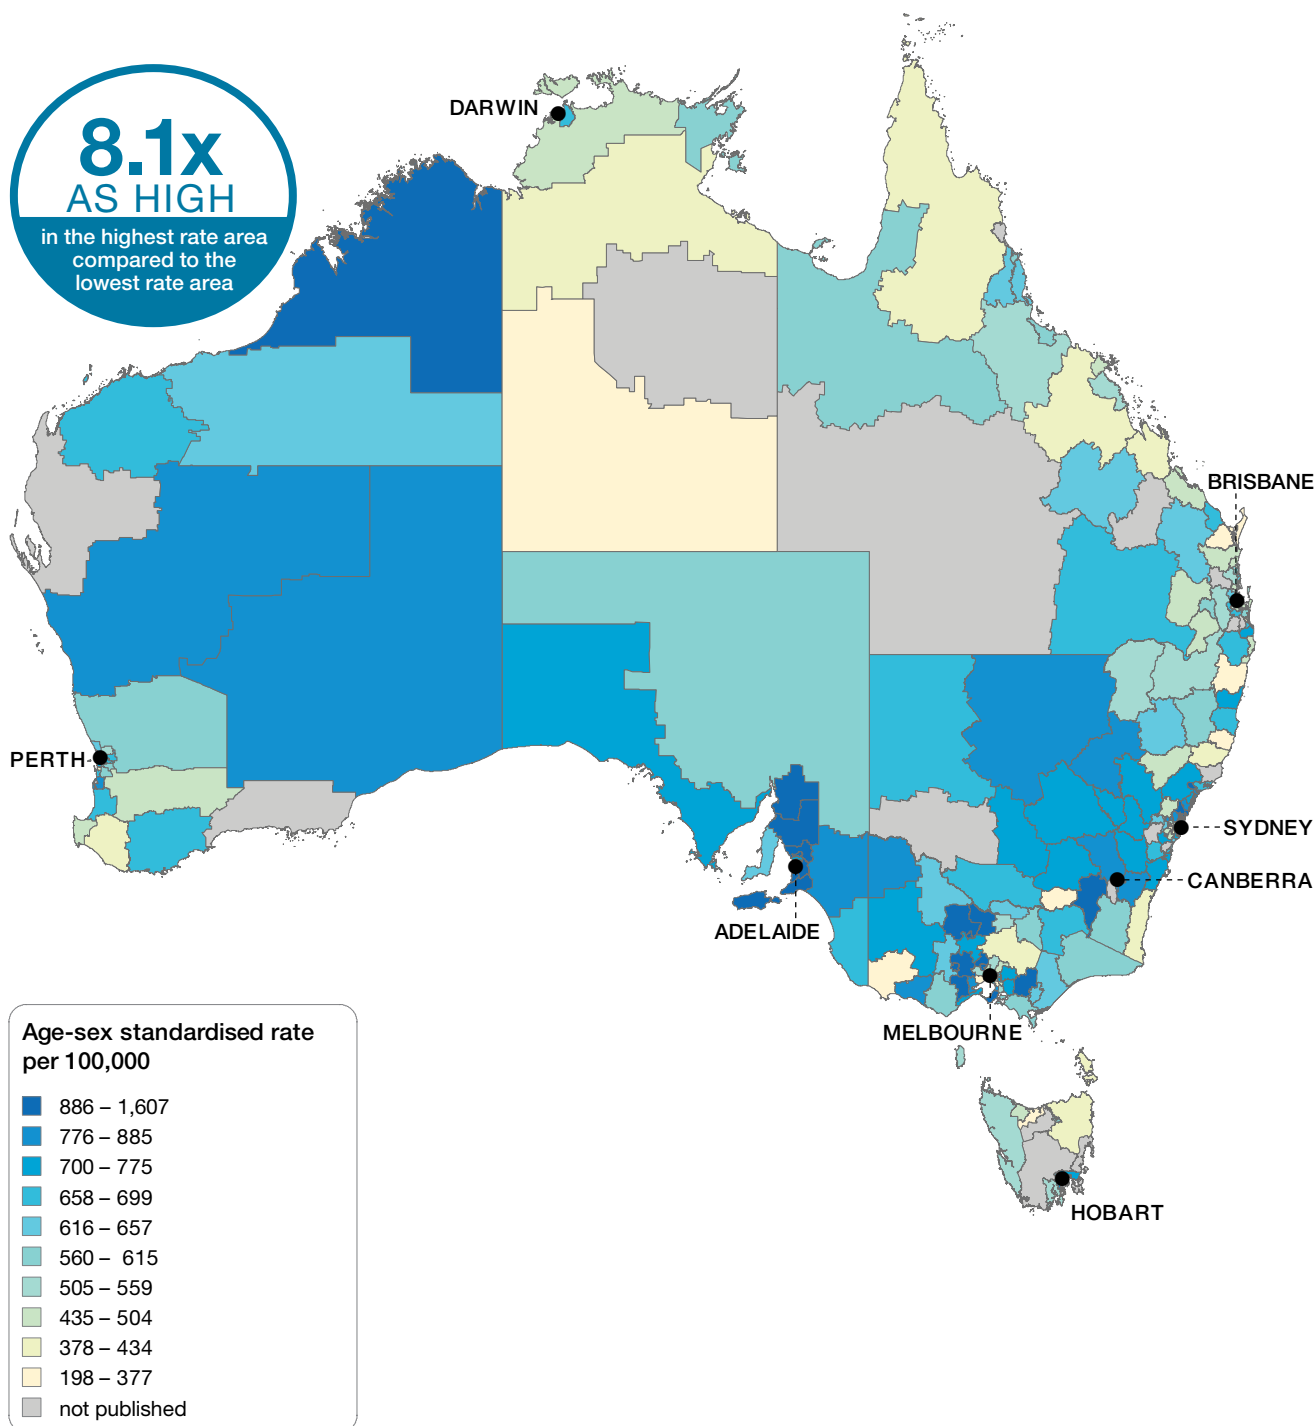 8.1x
AS HIGH
in the highest rate area
compared to the
lowest rate area
DARWIN
BRISBANE
PERTH
SYDNEY
CANBERRA
ADELAIDE
MELBOURNE
HOBART
Age-sex standardised rate
per 100,000
886 – 1,607
776 – 885
700 – 775
658 – 699
616 – 657
560 – 615
505 – 559
435 – 504
378 – 434
198 – 377
not published